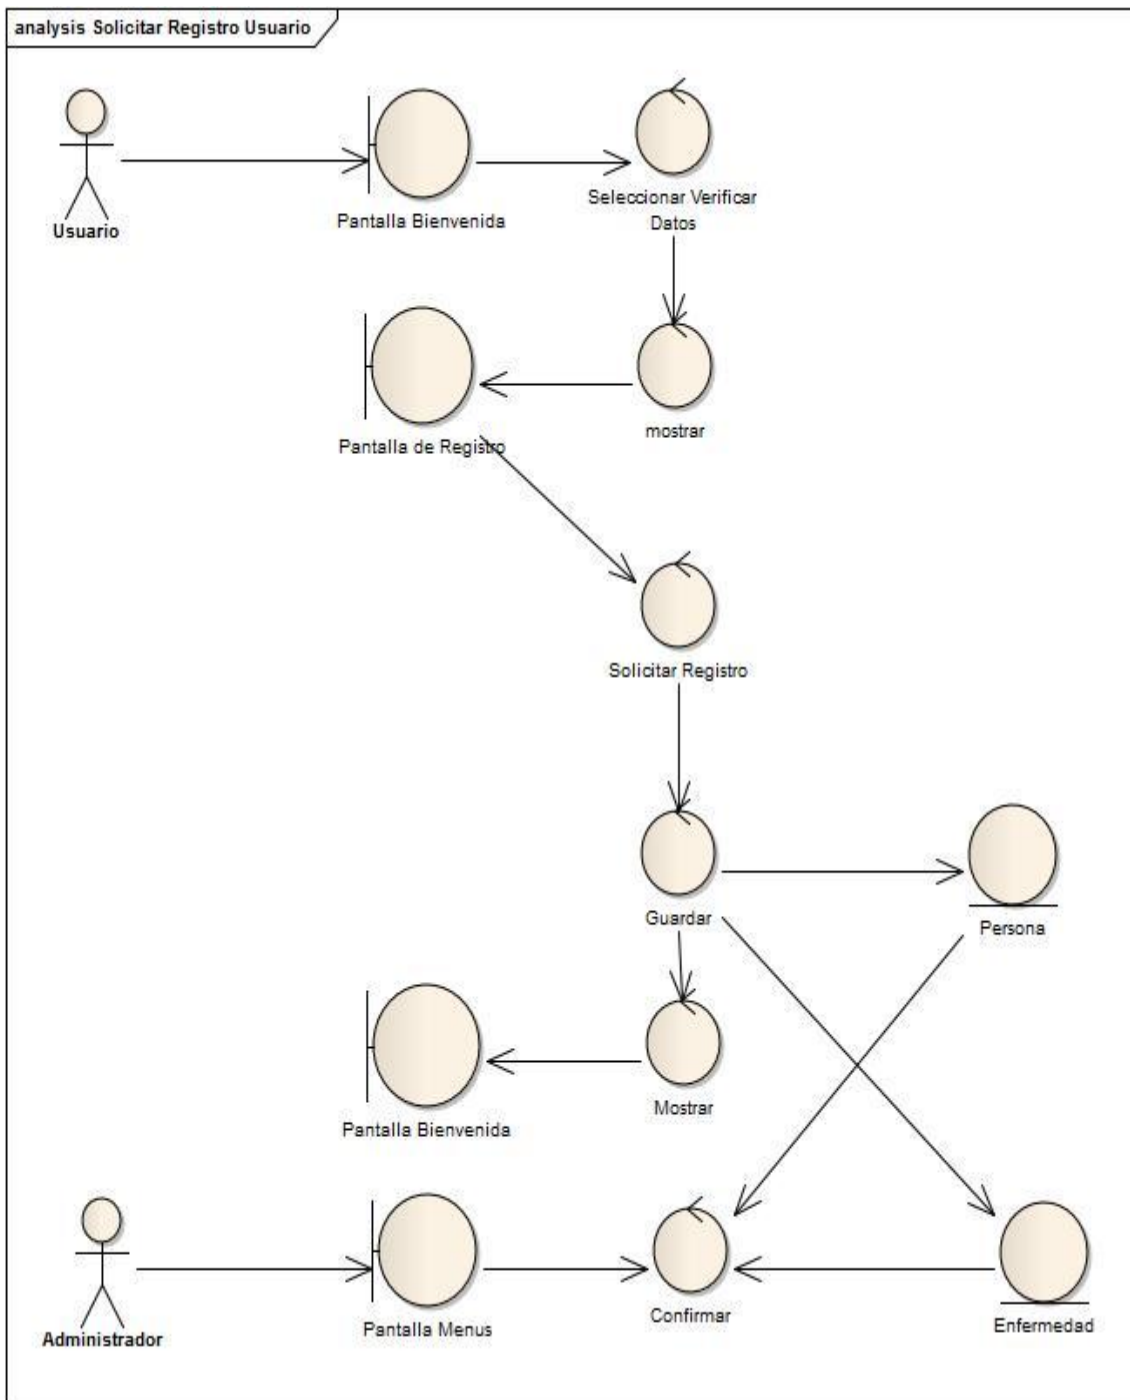 analysis Solicitar Registro Usuario
Usuario
Pantalla Bienvenida
Seleccionar Verificar
Datos
Pantalla de Registro
mostrar
Solicitar Registro
Guardar
Persona
Pantalla Bienvenida
Mostrar
Administrador
Pantalla Menus
Confirmar
Enfermedad